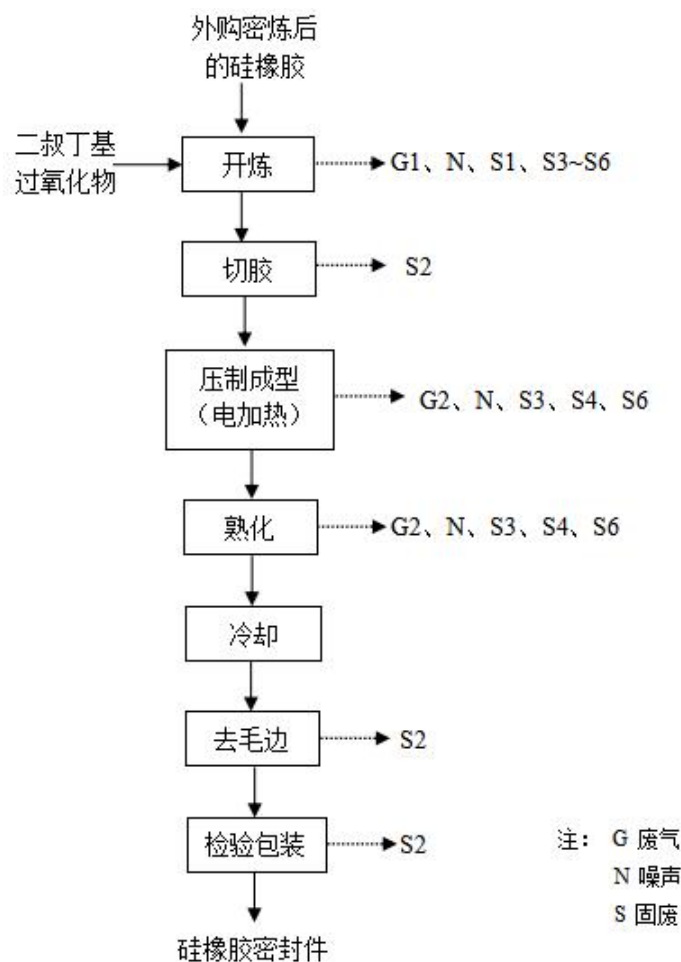 外购密炼后
的硅橡胶
二叔丁基
过氧化物
开炼
G1、N、S1、S3~S6
切胶
S2
压制成型
（电加热）
G2、N、S3、S4、S6
熟化
G2、N、S3、S4、S6
冷却
去毛边
S2
检验包装
S2
硅橡胶密封件
注： G 废气
N 噪声
S 固废